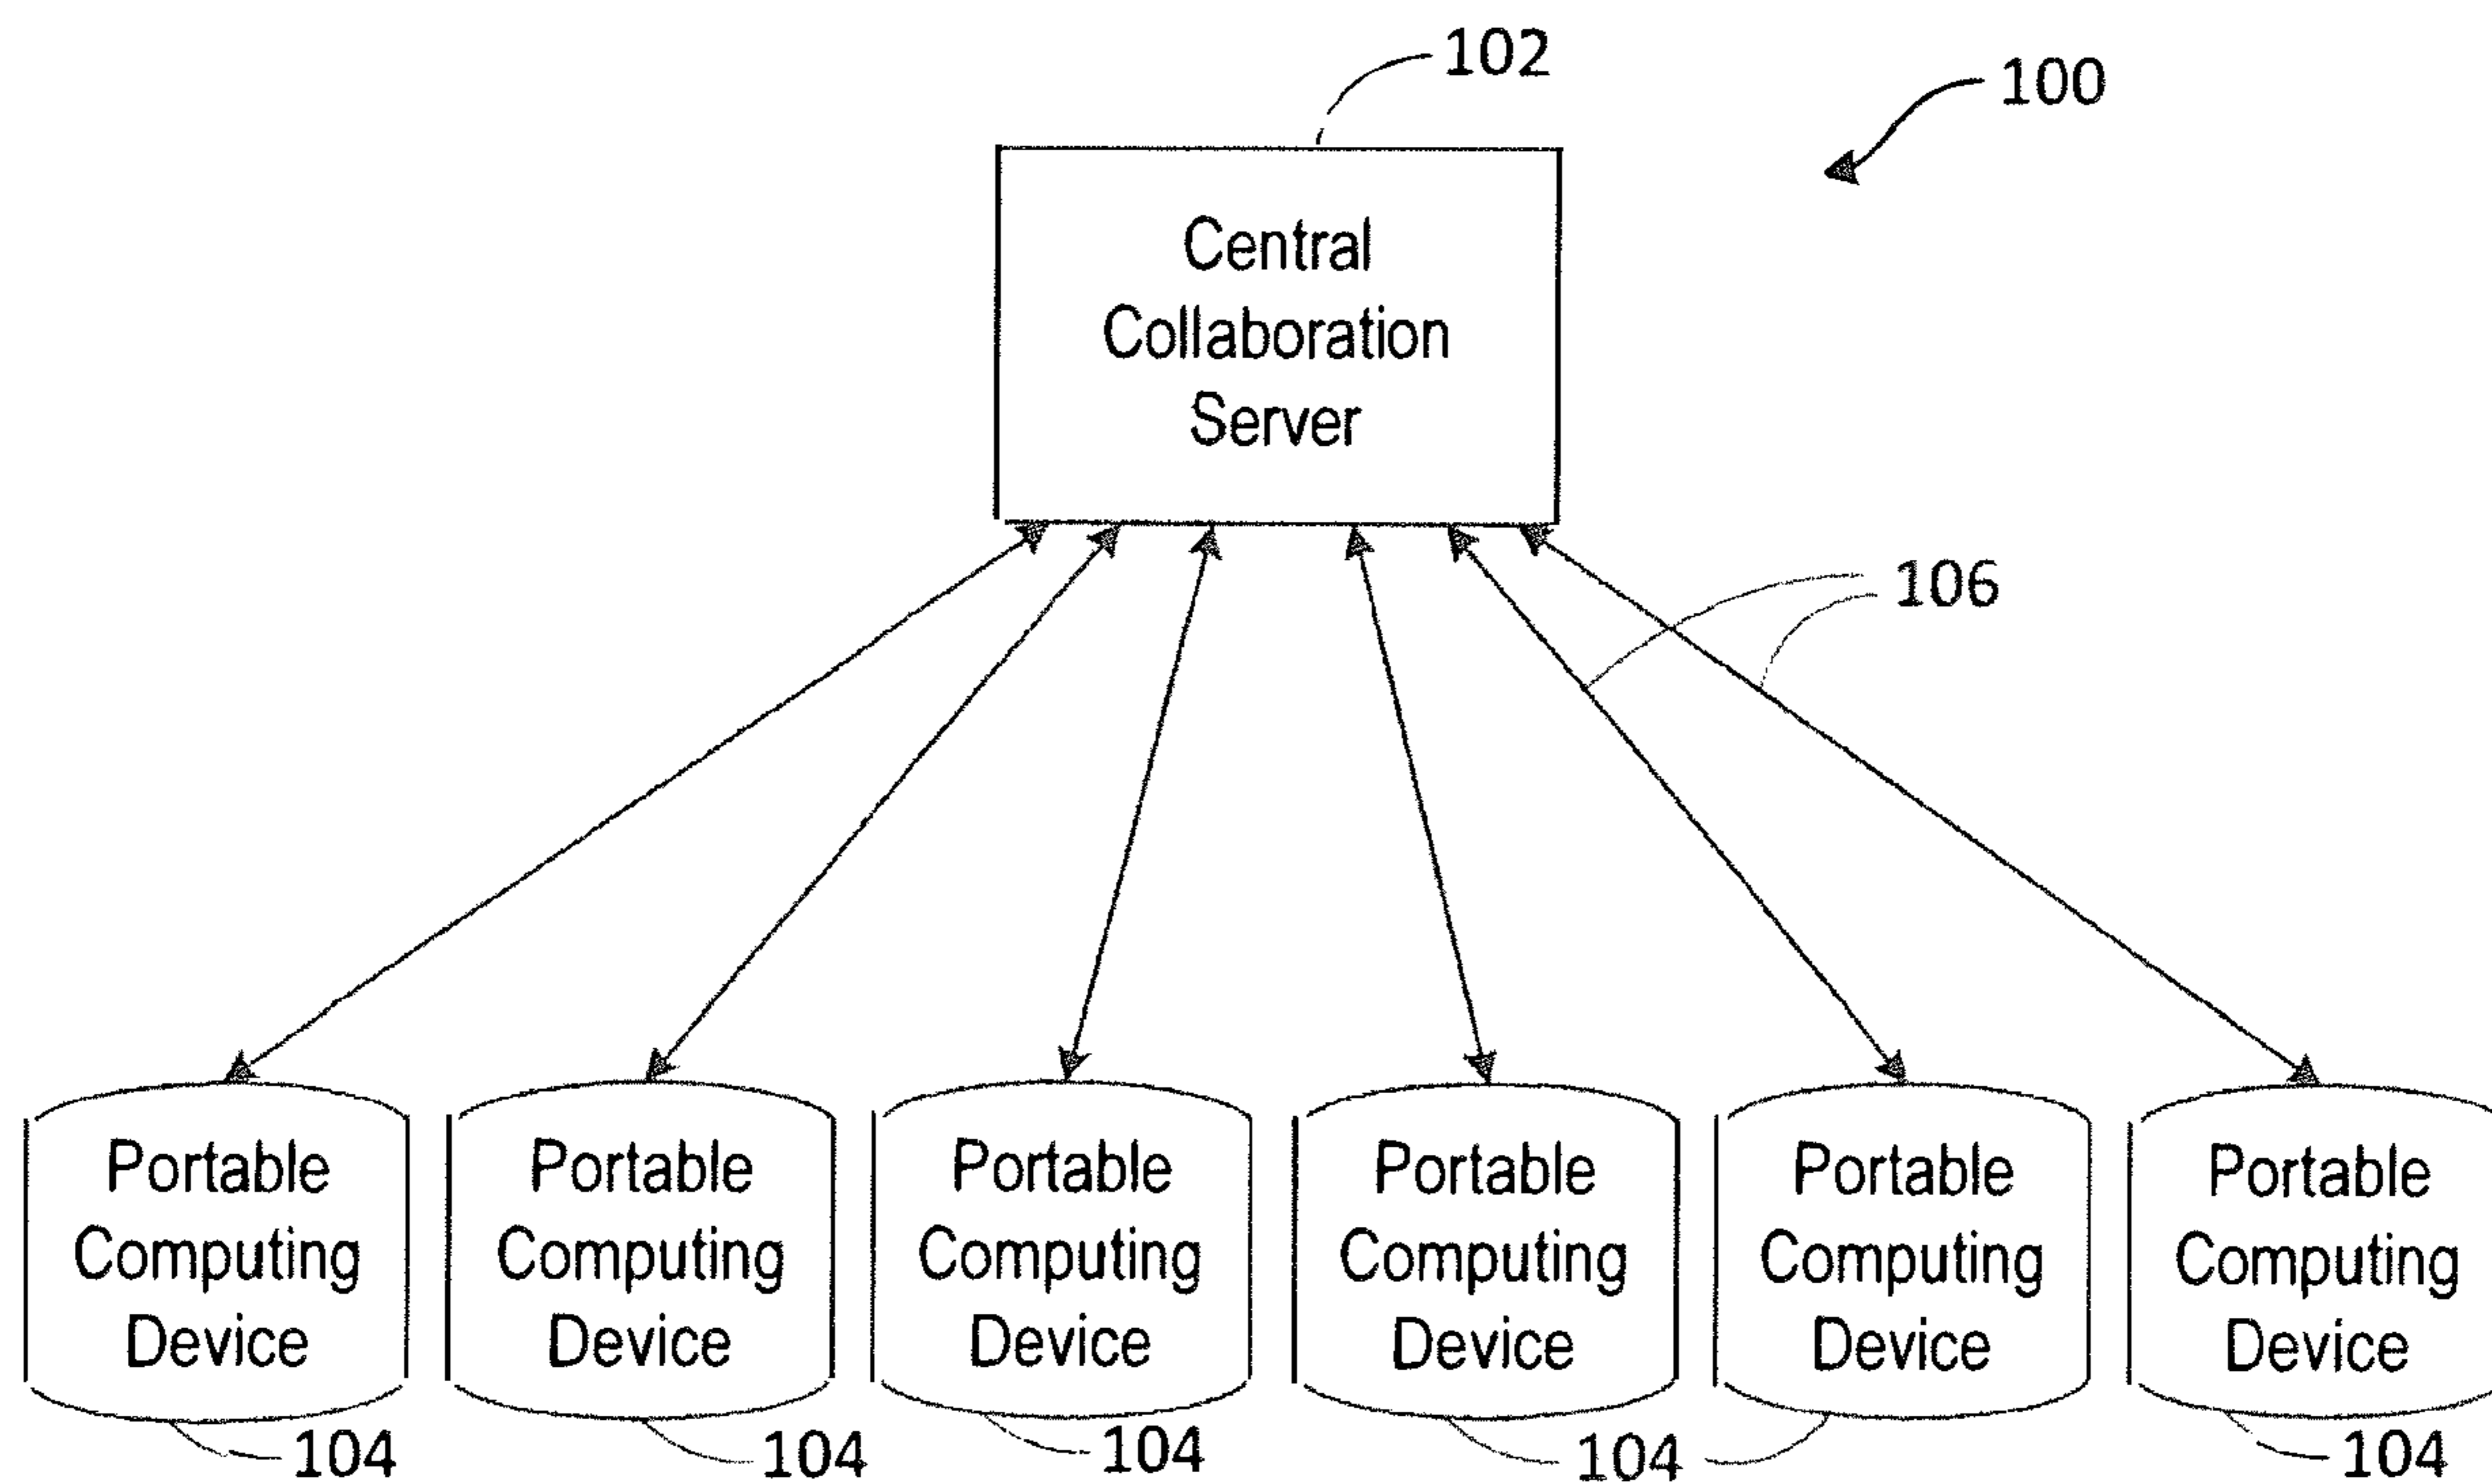 102
100
Central
Collaboration
Server
106
Portable Computing Device
Portable Computing Device
Portable Computing Device
Portable Computing Device
Portable Computing Device
Portable Computing Device
104
104
104
104
104